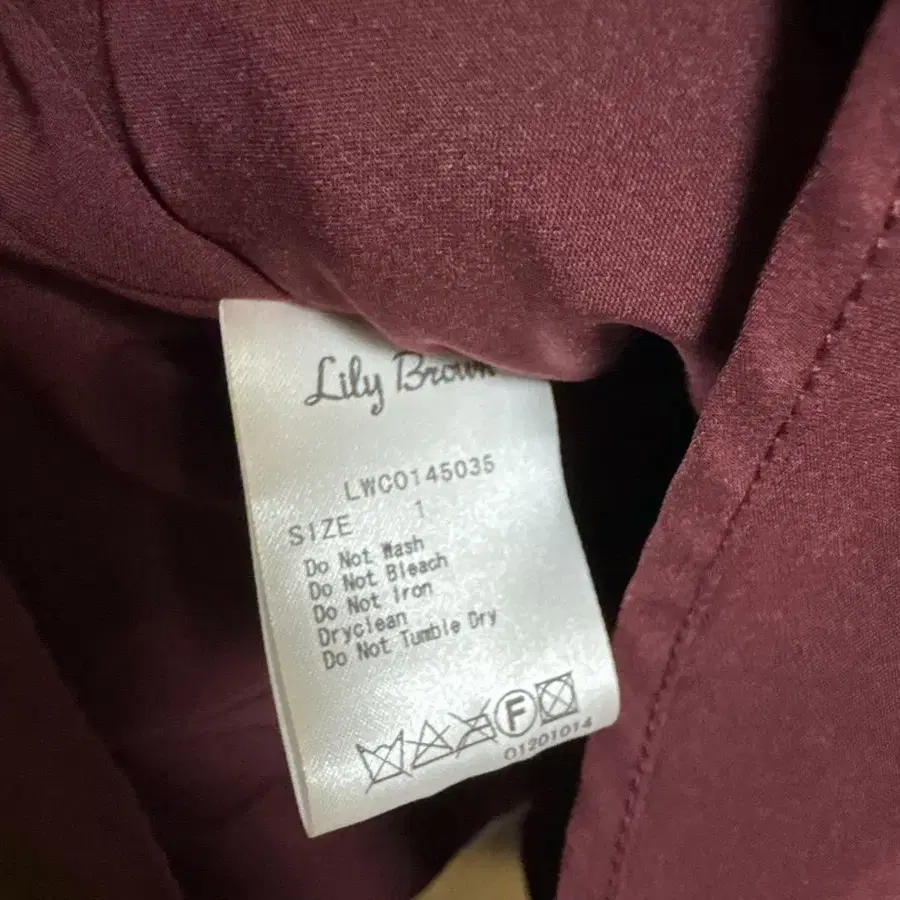 Lily Brown
LWCO145035
SIZE 1
Do Not Wash
Do Not Bleach
Do Not Iron
Dryclean
Do Not Tumble Dry
F
01201014